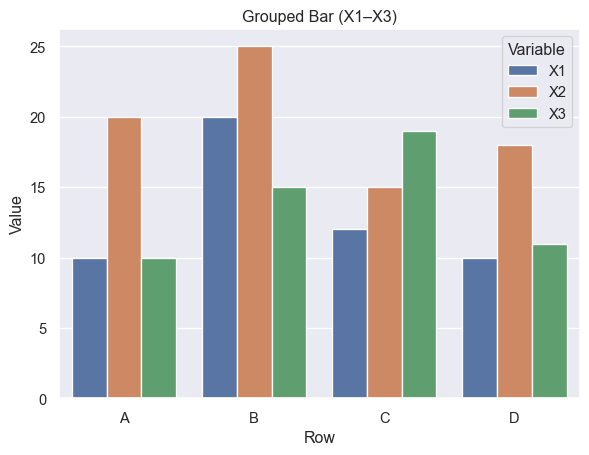 Grouped Bar (X1–X3)
Variable
X1
X2
X3
Value
25
20
15
10
5
0
A
B
C
D
Row